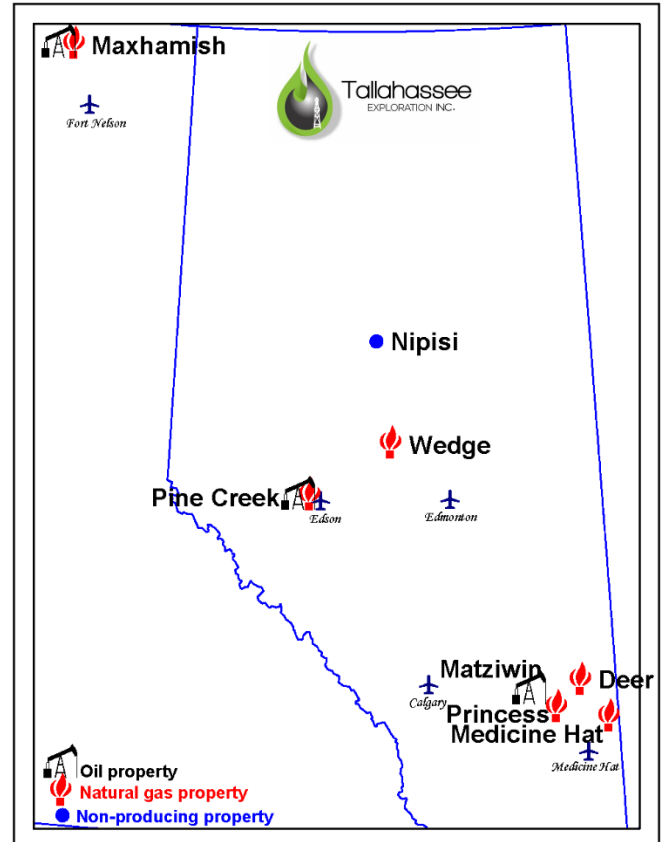 Maxhamish
Tallahassee
EXPLORATION INC.
Fort Nelson
Nipisi
Wedge
Pine Creek
Edson
Edmonton
Matziwin
Deer
Calgary
Princess
Medicine Hat
Medicine Hat
Oil property
Natural gas property
Non-producing property